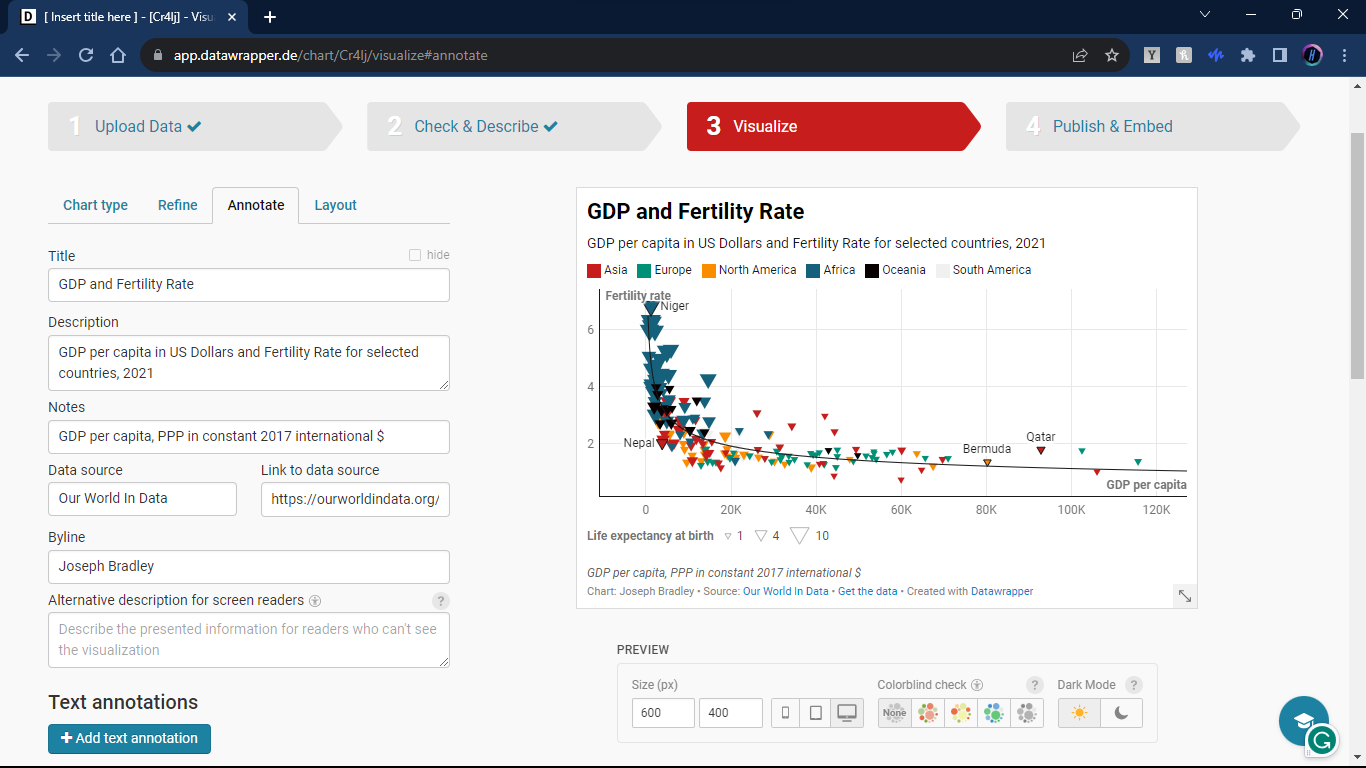 [ Insert title here ] - [Cr4lj] - Visu
app.datawrapper.de/chart/Cr4lj/visualize#annotate
1 Upload Data
2 Check & Describe
3 Visualize
4 Publish & Embed
Chart type Refine Annotate Layout
Title hide
GDP and Fertility Rate
Description
GDP per capita in US Dollars and Fertility Rate for selected
countries, 2021
Notes
GDP per capita, PPP in constant 2017 international $
Data source Link to data source
Our World In Data https://ourworldindata.org/
Byline
Joseph Bradley
Alternative description for screen readers ?
Describe the presented information for readers who can't see
the visualization
Text annotations
+ Add text annotation
GDP and Fertility Rate
GDP per capita in US Dollars and Fertility Rate for selected countries, 2021
Asia Europe North America Africa Oceania South America
Fertility rate
Niger
6
4
2
Nepal
Bermuda
Qatar
GDP per capita
0 20K 40K 60K 80K 100K 120K
Life expectancy at birth 1 4 10
GDP per capita, PPP in constant 2017 international $
Chart: Joseph Bradley • Source: Our World In Data • Get the data • Created with Datawrapper
PREVIEW
Size (px) Colorblind check ? Dark Mode ?
600 400 None